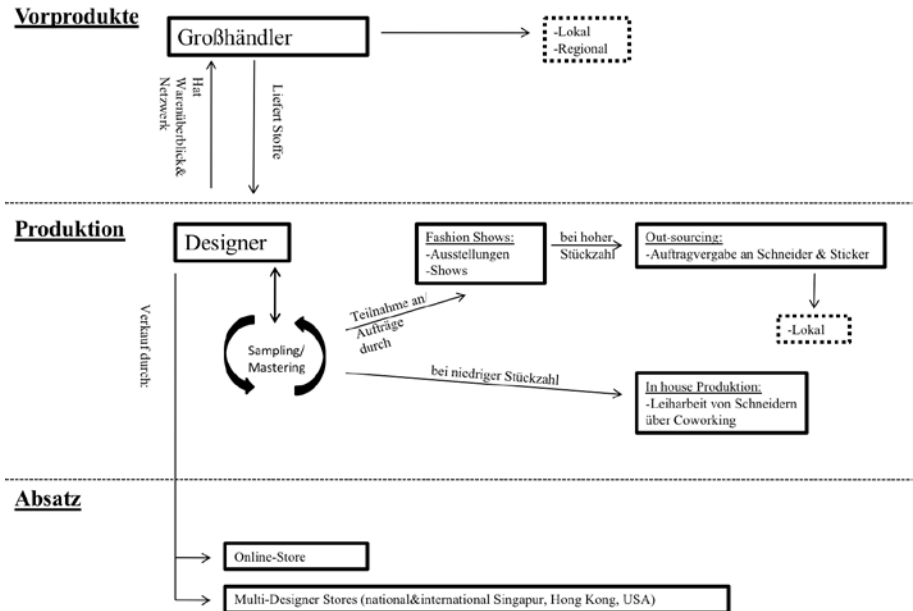 Vorprodukte
Großhändler
-Lokal
-Regional
Hat
Warenüberblick&
Netzwerk
Liefert Stoffe
Produktion
Designer
Fashion Shows:
-Ausstellungen
-Shows
bei hoher
Stückzahl
Out-sourcing:
-Auftragvergabe an Schneider & Sticker
-Lokal
Verkauf durch:
Sampling/
Mastering
Teilnahme an/
Aufträge
durch
bei niedriger Stückzahl
In house Produktion:
-Leiharbeit von Schneidern
über Coworking
Absatz
Online-Store
Multi-Designer Stores (national&international Singapur, Hong Kong, USA)